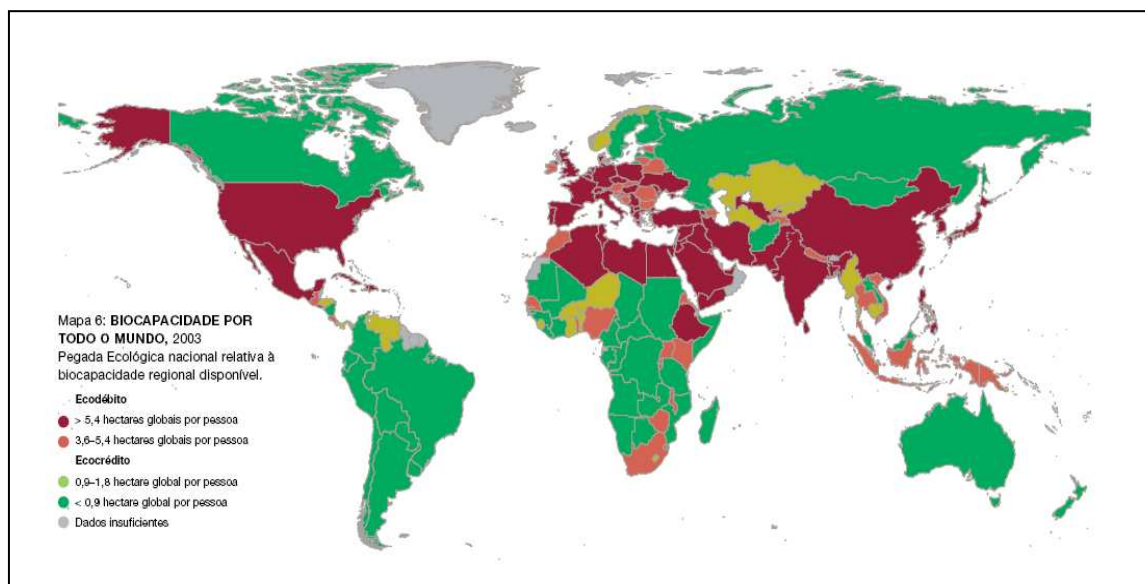 Mapa 6: BIOCAPACIDADE POR
TODO O MUNDO, 2003
Pegada Ecológica nacional relativa à
biocapacidade regional disponível.
Ecodébito
> 5,4 hectares globais por pessoa
3,6–5,4 hectares globais por pessoa
Ecocrédito
0,9–1,8 hectare global por pessoa
< 0,9 hectare global por pessoa
Dados insuficientes